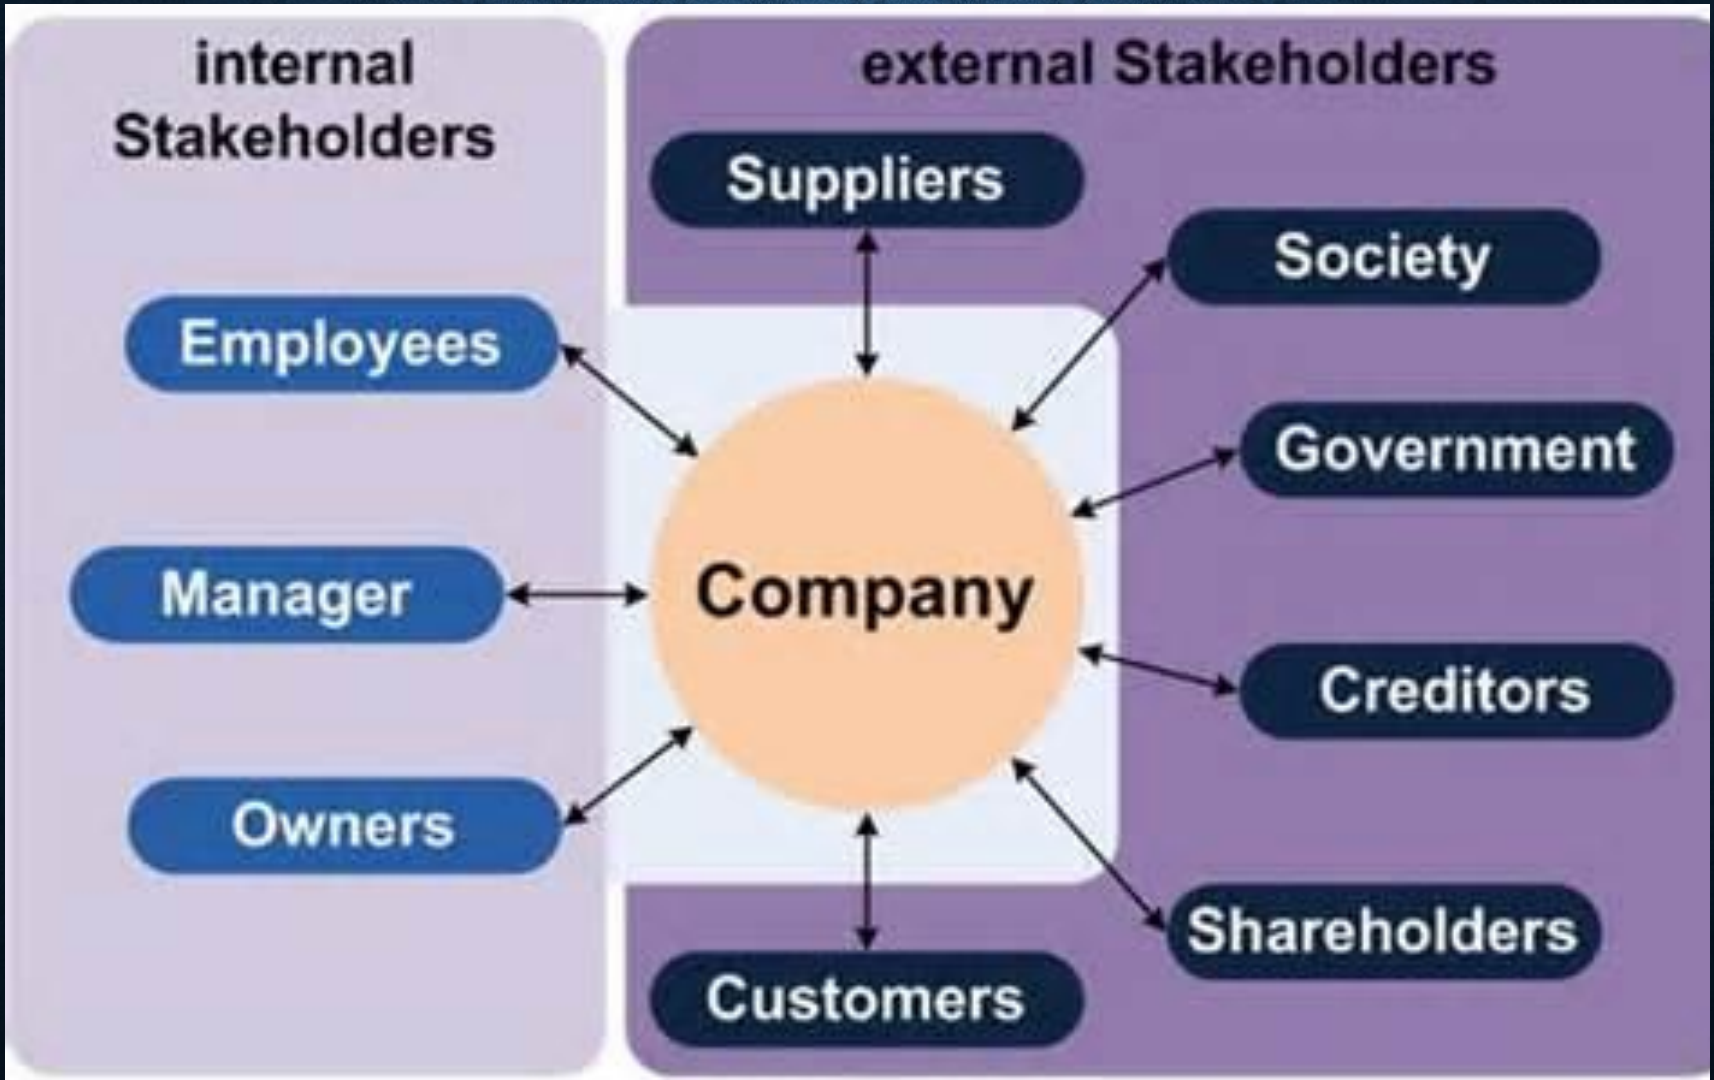 internal
Stakeholders
external Stakeholders
Suppliers
Society
Employees
Government
Manager
Company
Creditors
Owners
Shareholders
Customers